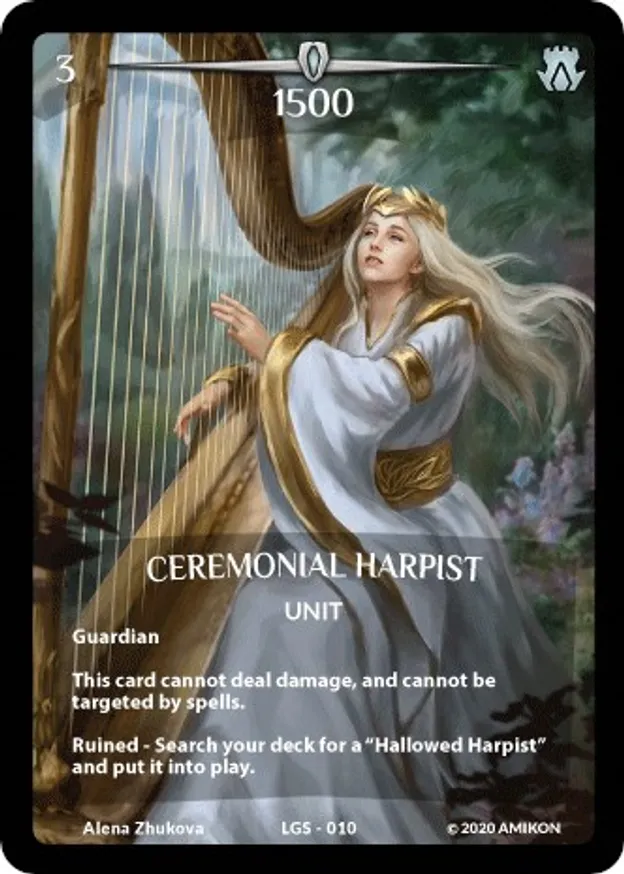 3
1500
CEREMONIAL HARPIST
UNIT
Guardian
This card cannot deal damage, and cannot be
targeted by spells.
Ruined - Search your deck for a “Hallowed Harpist”
and put it into play.
Alena Zhukova LGS - 010 © 2020 AMIKON